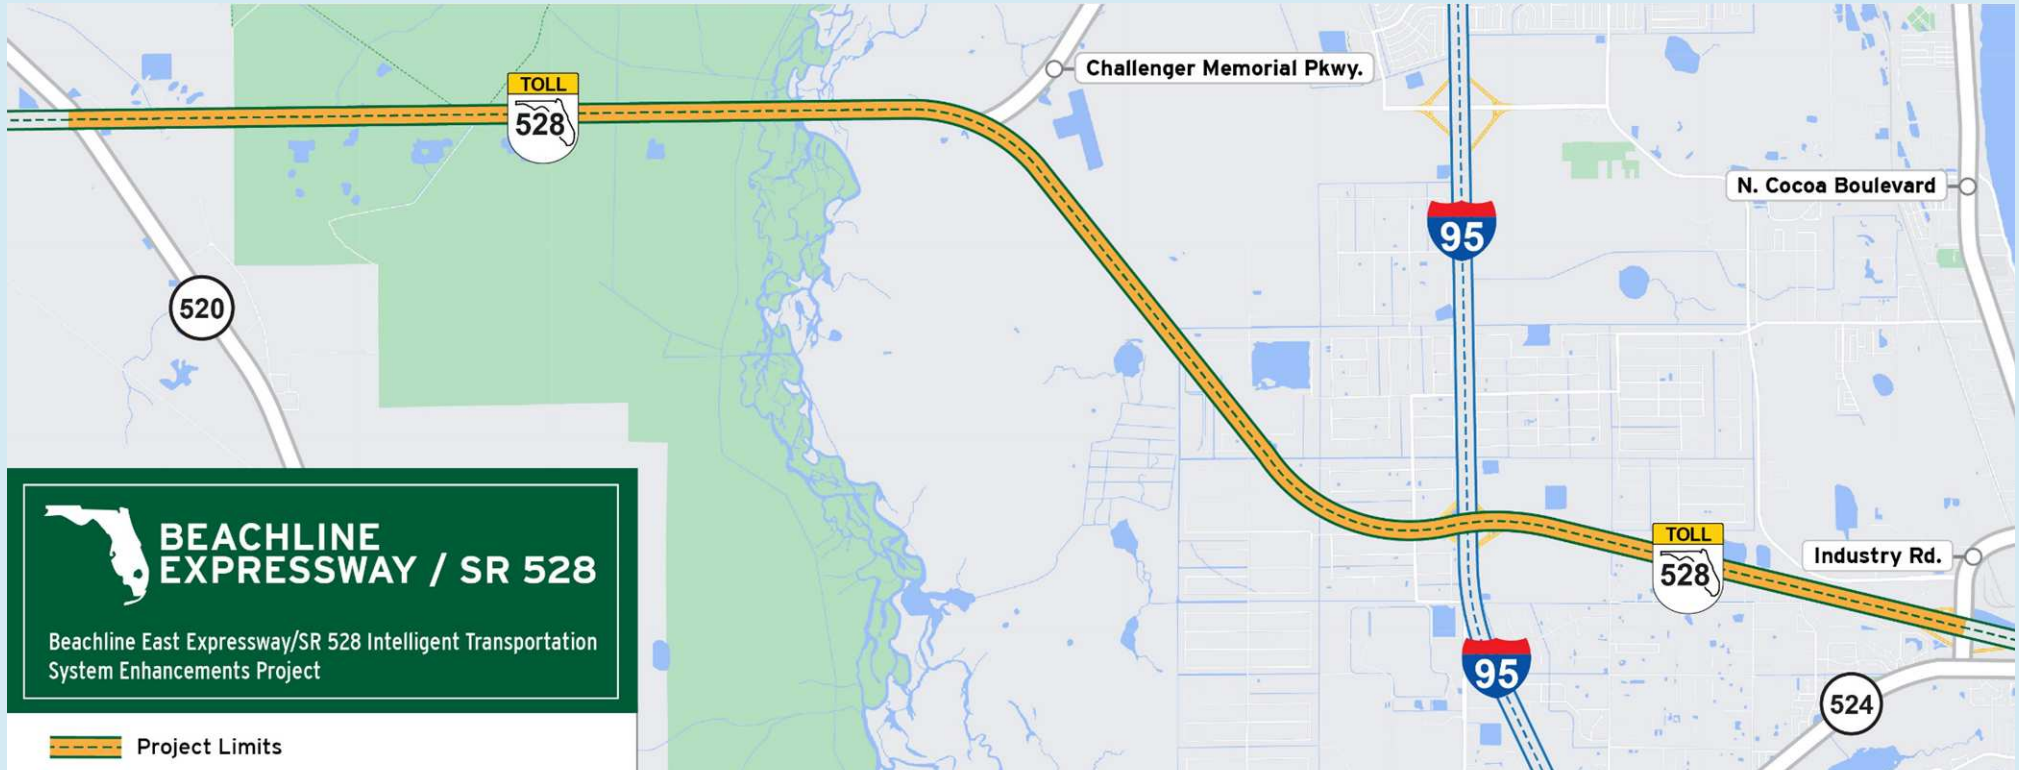 TOLL
528
Challenger Memorial Pkwy.
N. Cocoa Boulevard
95
520
TOLL
528
Industry Rd.
95
524
BEACHLINE
EXPRESSWAY / SR 528
Beachline East Expressway/SR 528 Intelligent Transportation
System Enhancements Project
Project Limits